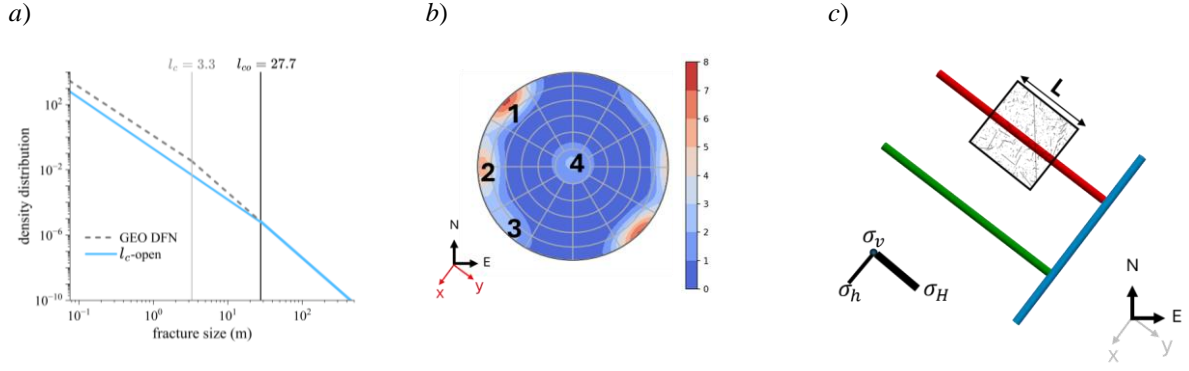 a)
b)
c)
l_c = 3.3
l_co = 27.7
10^2
10^-2
10^-6
10^-10
density distribution
GEO DFN
l_c-open
10^-1
10^0
10^1
10^2
fracture size (m)
1
2
3
4
N
E
x
y
8
7
6
5
4
3
2
1
0
L
σ_v
σ_h
σ_H
N
E
x
y